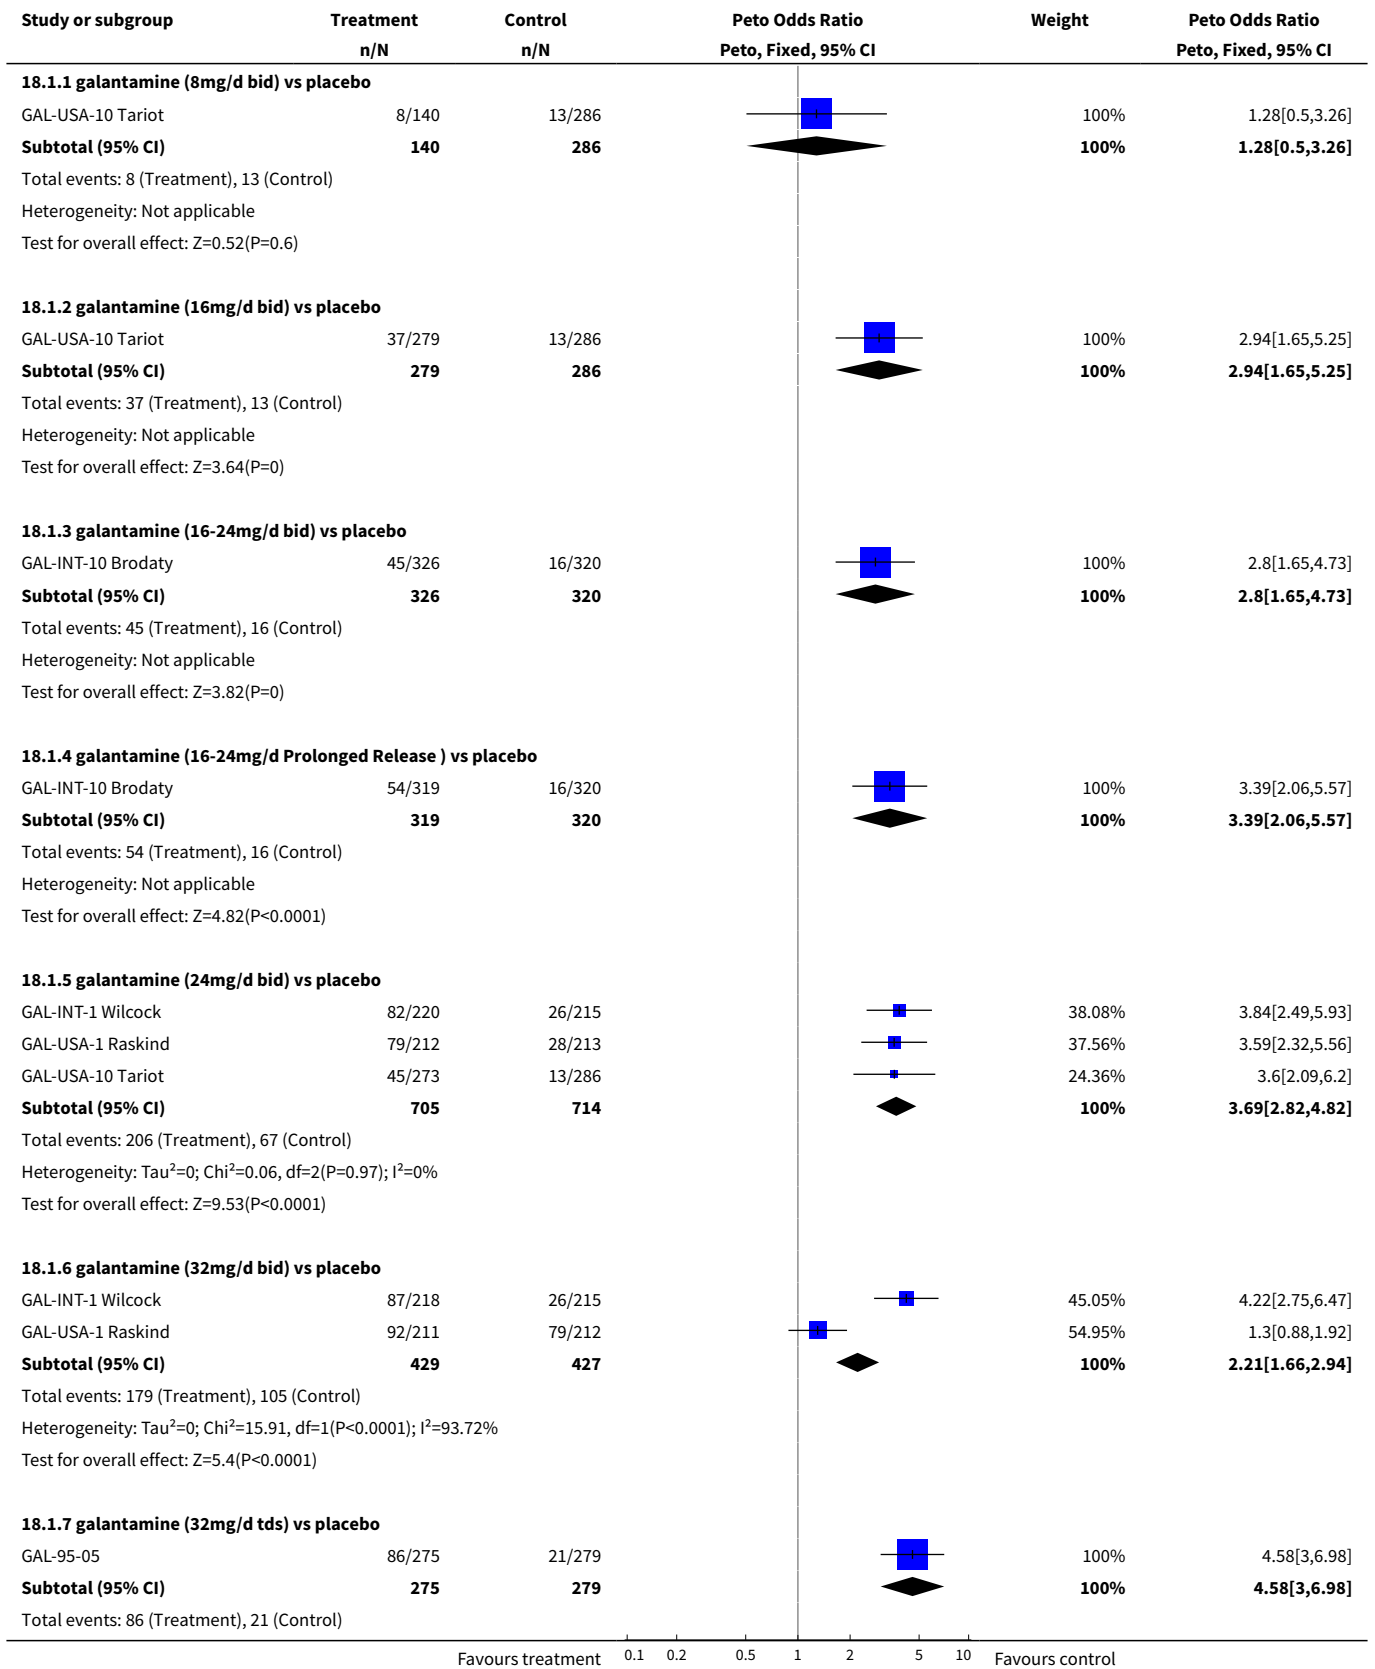 Study or subgroup Treatment Control Peto Odds Ratio Weight Peto Odds Ratio
n/N n/N Peto, Fixed, 95% CI Peto, Fixed, 95% CI
18.1.1 galantamine (8mg/d bid) vs placebo
GAL-USA-10 Tariot 8/140 13/286 100% 1.28[0.5,3.26]
Subtotal (95% CI) 140 286 100% 1.28[0.5,3.26]
Total events: 8 (Treatment), 13 (Control)
Heterogeneity: Not applicable
Test for overall effect: Z=0.52(P=0.6)
18.1.2 galantamine (16mg/d bid) vs placebo
GAL-USA-10 Tariot 37/279 13/286 100% 2.94[1.65,5.25]
Subtotal (95% CI) 279 286 100% 2.94[1.65,5.25]
Total events: 37 (Treatment), 13 (Control)
Heterogeneity: Not applicable
Test for overall effect: Z=3.64(P=0)
18.1.3 galantamine (16-24mg/d bid) vs placebo
GAL-INT-10 Brodaty 45/326 16/320 100% 2.8[1.65,4.73]
Subtotal (95% CI) 326 320 100% 2.8[1.65,4.73]
Total events: 45 (Treatment), 16 (Control)
Heterogeneity: Not applicable
Test for overall effect: Z=3.82(P=0)
18.1.4 galantamine (16-24mg/d Prolonged Release ) vs placebo
GAL-INT-10 Brodaty 54/319 16/320 100% 3.39[2.06,5.57]
Subtotal (95% CI) 319 320 100% 3.39[2.06,5.57]
Total events: 54 (Treatment), 16 (Control)
Heterogeneity: Not applicable
Test for overall effect: Z=4.82(P<0.0001)
18.1.5 galantamine (24mg/d bid) vs placebo
GAL-INT-1 Wilcock 82/220 26/215 38.08% 3.84[2.49,5.93]
GAL-USA-1 Raskind 79/212 28/213 37.56% 3.59[2.32,5.56]
GAL-USA-10 Tariot 45/273 13/286 24.36% 3.6[2.09,6.2]
Subtotal (95% CI) 705 714 100% 3.69[2.82,4.82]
Total events: 206 (Treatment), 67 (Control)
Heterogeneity: Tau²=0; Chi²=0.06, df=2(P=0.97); I²=0%
Test for overall effect: Z=9.53(P<0.0001)
18.1.6 galantamine (32mg/d bid) vs placebo
GAL-INT-1 Wilcock 87/218 26/215 45.05% 4.22[2.75,6.47]
GAL-USA-1 Raskind 92/211 79/212 54.95% 1.3[0.88,1.92]
Subtotal (95% CI) 429 427 100% 2.21[1.66,2.94]
Total events: 179 (Treatment), 105 (Control)
Heterogeneity: Tau²=0; Chi²=15.91, df=1(P<0.0001); I²=93.72%
Test for overall effect: Z=5.4(P<0.0001)
18.1.7 galantamine (32mg/d tds) vs placebo
GAL-95-05 86/275 21/279 100% 4.58[3,6.98]
Subtotal (95% CI) 275 279 100% 4.58[3,6.98]
Total events: 86 (Treatment), 21 (Control)
Favours treatment 0.1 0.2 0.5 1 2 5 10 Favours control